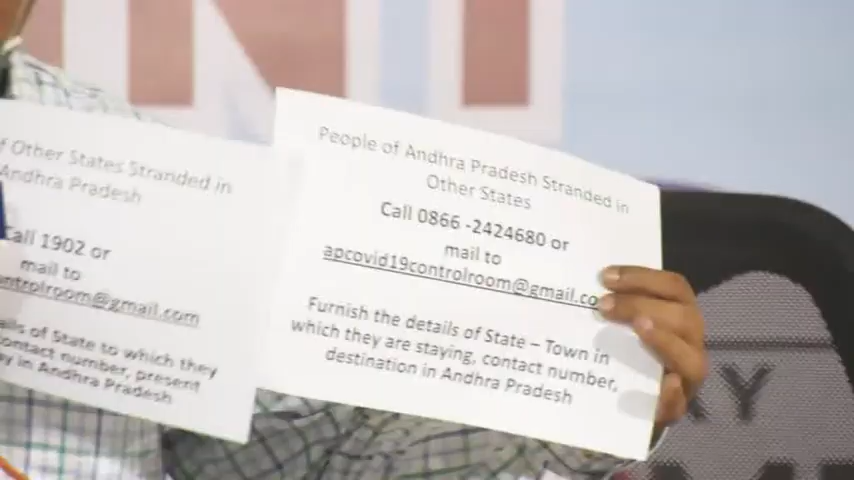 f Other States Stranded in
Andhra Pradesh
Call 1902 or
mail to
ntrolroom@gmail.com
ails of State to which they
contact number, present
y in Andhra Pradesh
People of Andhra Pradesh Stranded in
Other States
Call 0866 -2424680 or
mail to
apcovid19controlroom@gmail.co
Furnish the details of State – Town in
which they are staying, contact number,
destination in Andhra Pradesh